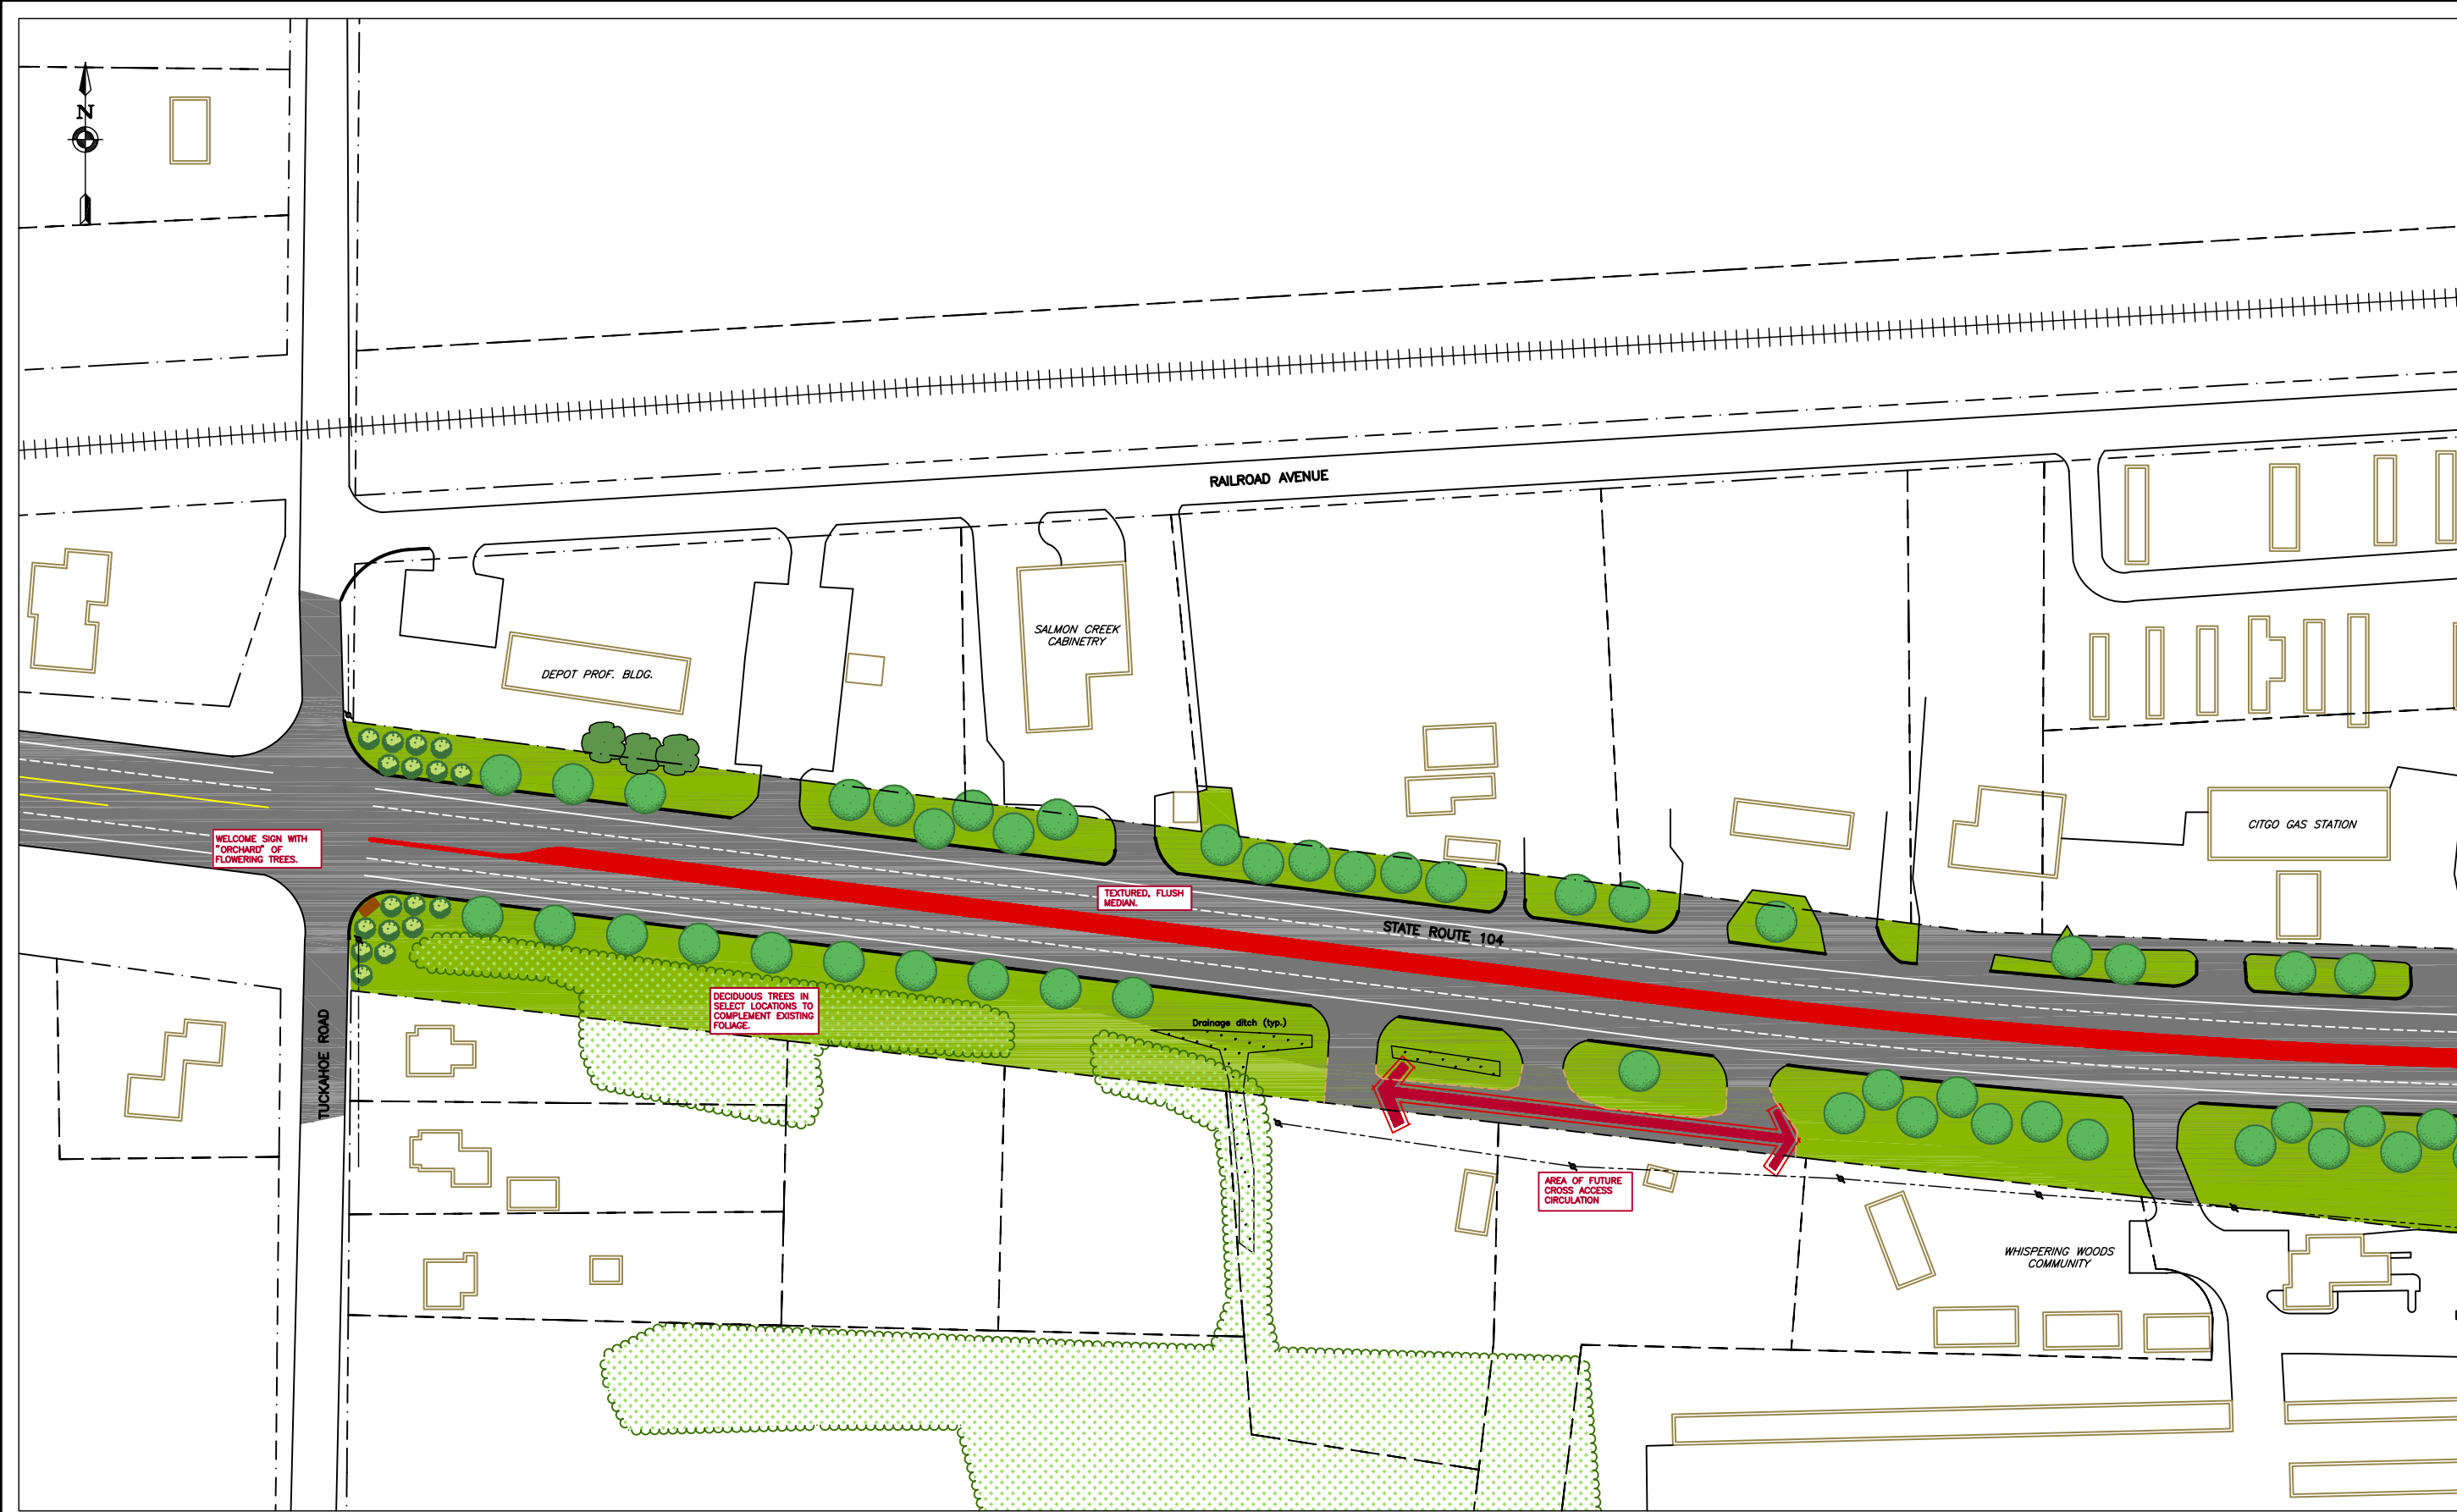 N
RAILROAD AVENUE
SALMON CREEK
CABINETRY
DEPOT PROF. BLDG.
CITGO GAS STATION
WELCOME SIGN WITH
"ORCHARD" OF
FLOWERING TREES.
TEXTURED, FLUSH
MEDIAN.
STATE ROUTE 104
DECIDUOUS TREES IN
SELECT LOCATIONS TO
COMPLEMENT EXISTING
FOLIAGE.
Drainage ditch (typ.)
TUCKAHOE ROAD
AREA OF FUTURE
CROSS ACCESS
CIRCULATION
WHISPERING WOODS
COMMUNITY